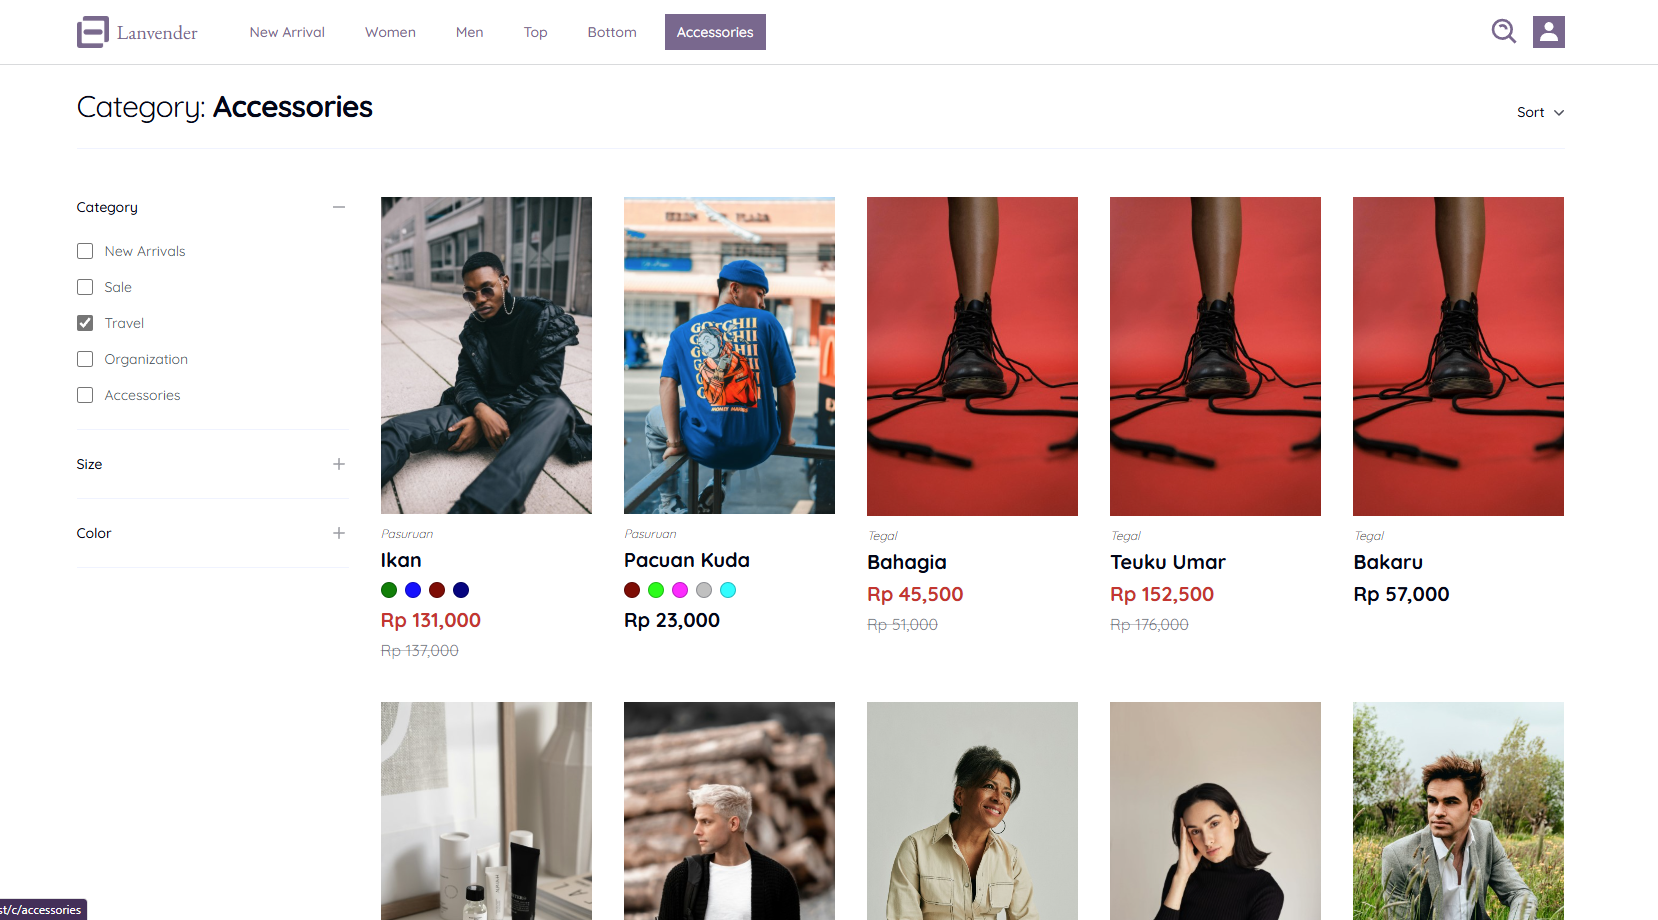 Lanvender
New Arrival
Women
Men
Top
Bottom
Accessories
Category: Accessories
Sort
Category
New Arrivals
Sale
Travel
Organization
Accessories
Size
Color
GOTCHII
Pasuruan
Ikan
Rp 131,000
Rp 137,000
Pasuruan
Pacuan Kuda
Rp 23,000
Tegal
Bahagia
Rp 45,500
Rp 51,000
Tegal
Teuku Umar
Rp 152,500
Rp 176,000
Tegal
Bakaru
Rp 57,000
st/c/accessories